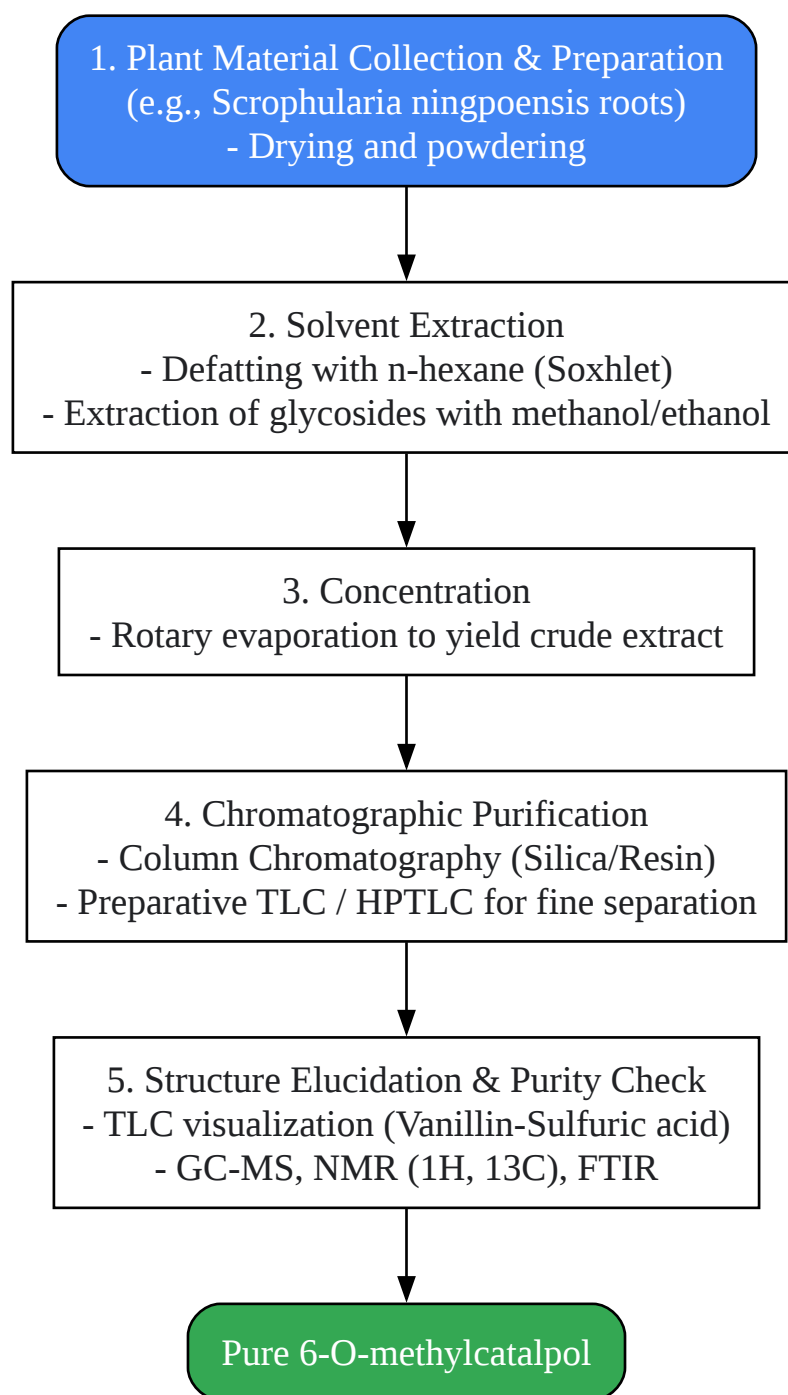 1. Plant Material Collection & Preparation
(e.g., Scrophularia ningpoensis roots)
- Drying and powdering
2. Solvent Extraction
- Defatting with n-hexane (Soxhlet)
- Extraction of glycosides with methanol/ethanol
3. Concentration
- Rotary evaporation to yield crude extract
4. Chromatographic Purification
- Column Chromatography (Silica/Resin)
- Preparative TLC / HPTLC for fine separation
5. Structure Elucidation & Purity Check
- TLC visualization (Vanillin-Sulfuric acid)
- GC-MS, NMR (1H, 13C), FTIR
Pure 6-O-methylcatalpol